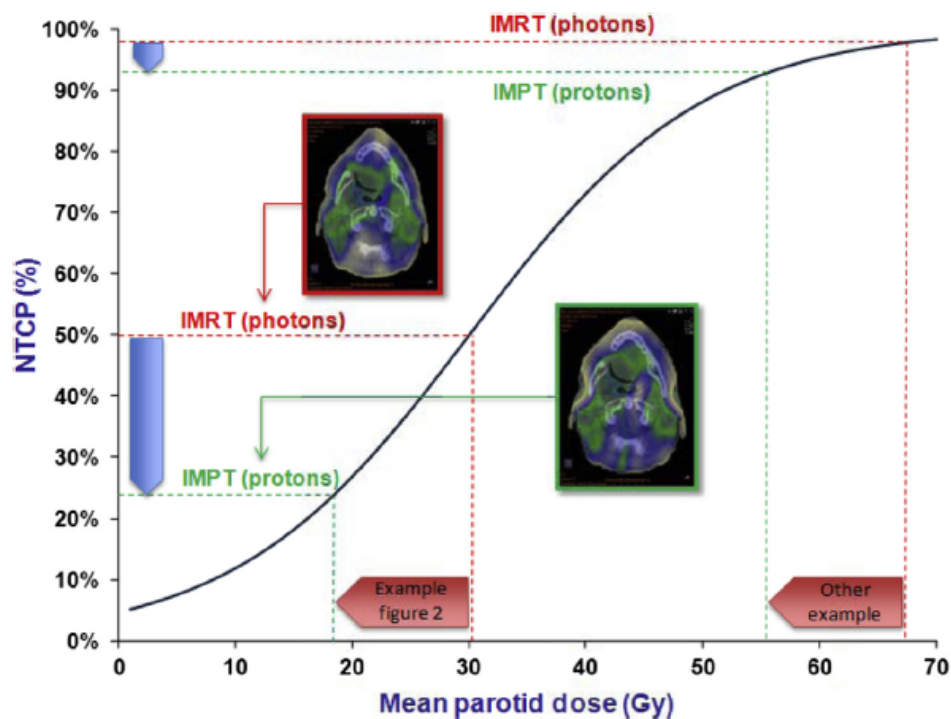 100%
90%
80%
70%
60%
50%
40%
30%
20%
10%
0%
NTCP (%)
IMRT (photons)
IMPT (protons)
IMRT (photons)
IMPT (protons)
Example
figure 2
Other
example
0
10
20
30
40
50
60
70
Mean parotid dose (Gy)